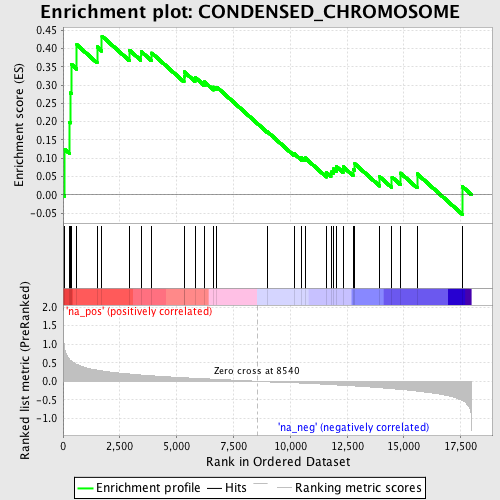 Enrichment plot: CONDENSED_CHROMOSOME
Enrichment score (ES)
0.45
0.40
0.35
0.30
0.25
0.20
0.15
0.10
0.05
0.00
-0.05
'na_pos' (positively correlated)
Ranked list metric (PreRanked)
2.0
1.5
1.0
0.5
0.0
-0.5
-1.0
Zero cross at 8540
'na_neg' (negatively correlated)
0
2,500
5,000
7,500
10,000
12,500
15,000
17,500
Rank in Ordered Dataset
Enrichment profile
Hits
Ranking metric scores